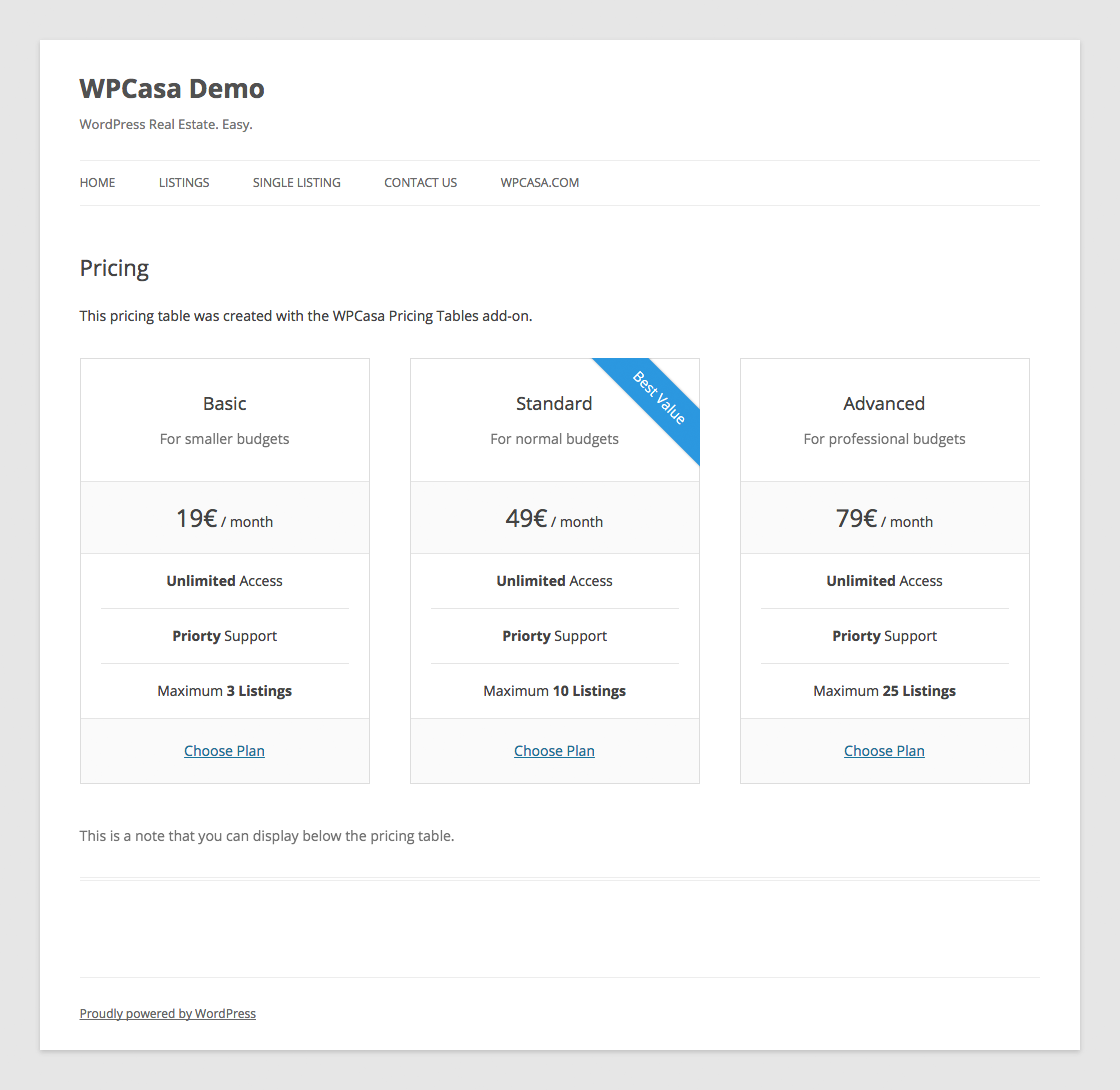 WPCasa Demo
WordPress Real Estate. Easy.
HOME LISTINGS SINGLE LISTING CONTACT US WPCASA.COM
Pricing
This pricing table was created with the WPCasa Pricing Tables add-on.
Basic
For smaller budgets
19€ / month
Unlimited Access
Priorty Support
Maximum 3 Listings
Choose Plan
Best Value
Standard
For normal budgets
49€ / month
Unlimited Access
Priorty Support
Maximum 10 Listings
Choose Plan
Advanced
For professional budgets
79€ / month
Unlimited Access
Priorty Support
Maximum 25 Listings
Choose Plan
This is a note that you can display below the pricing table.
Proudly powered by WordPress